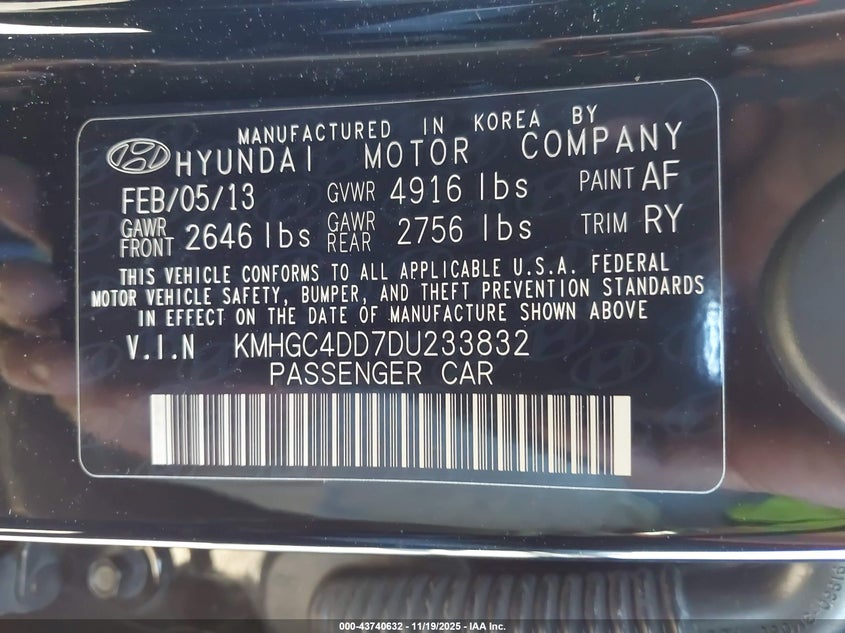 MANUFACTURED IN KOREA BY
HYUNDAI MOTOR COMPANY
FEB/05/13 GVWR 4916 lbs PAINT AF
GAWR FRONT 2646 lbs GAWR REAR 2756 lbs TRIM RY
THIS VEHICLE CONFORMS TO ALL APPLICABLE U.S.A. FEDERAL
MOTOR VEHICLE SAFETY, BUMPER, AND THEFT PREVENTION STANDARDS
IN EFFECT ON THE DATE OF MANUFACTURE SHOWN ABOVE
V.I.N KMHGC4DD7DU233832
PASSENGER CAR
000-43740632 - 11/19/2025 - IAA Inc.